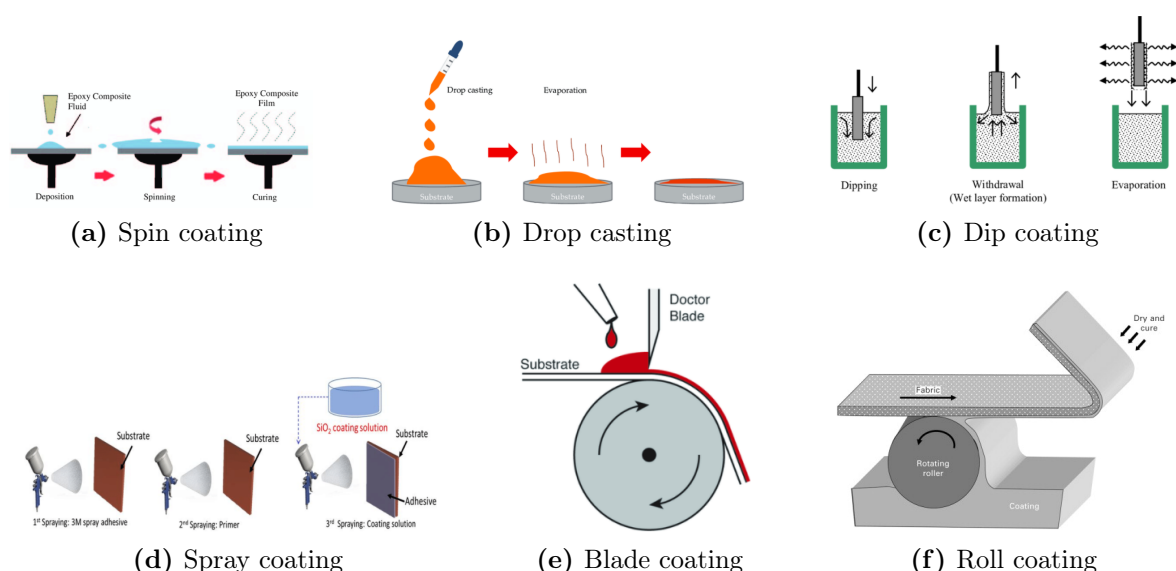 Epoxy Composite
Fluid
Epoxy Composite
Film
Deposition
Spinning
Curing
(a) Spin coating
Drop casting
Evaporation
Substrate
Substrate
Substrate
(b) Drop casting
Dipping
Withdrawal
(Wet layer formation)
Evaporation
(c) Dip coating
SiO2 coating solution
Substrate
Substrate
Substrate
Adhesive
1st Spraying: 3M spray adhesive
2nd Spraying: Primer
3rd Spraying: Coating solution
(d) Spray coating
Doctor
Blade
Substrate
(e) Blade coating
Dry and
cure
Fabric
Rotating
roller
Coating
(f) Roll coating